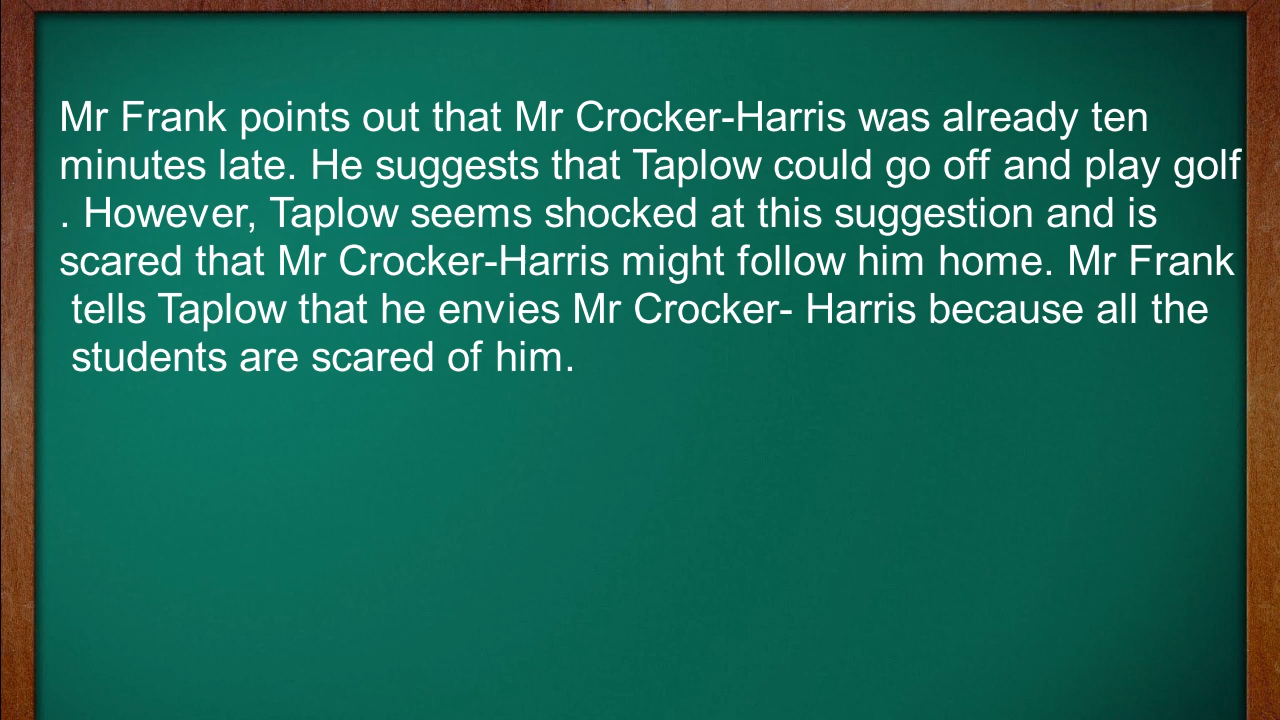 Mr Frank points out that Mr Crocker-Harris was already ten
minutes late. He suggests that Taplow could go off and play golf
. However, Taplow seems shocked at this suggestion and is
scared that Mr Crocker-Harris might follow him home. Mr Frank
tells Taplow that he envies Mr Crocker- Harris because all the
students are scared of him.